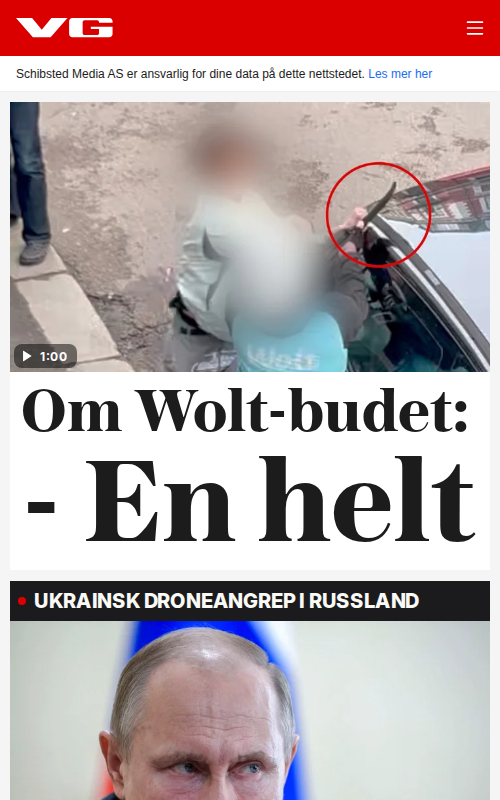 VG
Schibsted Media AS er ansvarlig for dine data på dette nettstedet. Les mer her
1:00
Om Wolt-budet:
- En helt
UKRAINSK DRONEANGREP I RUSSLAND